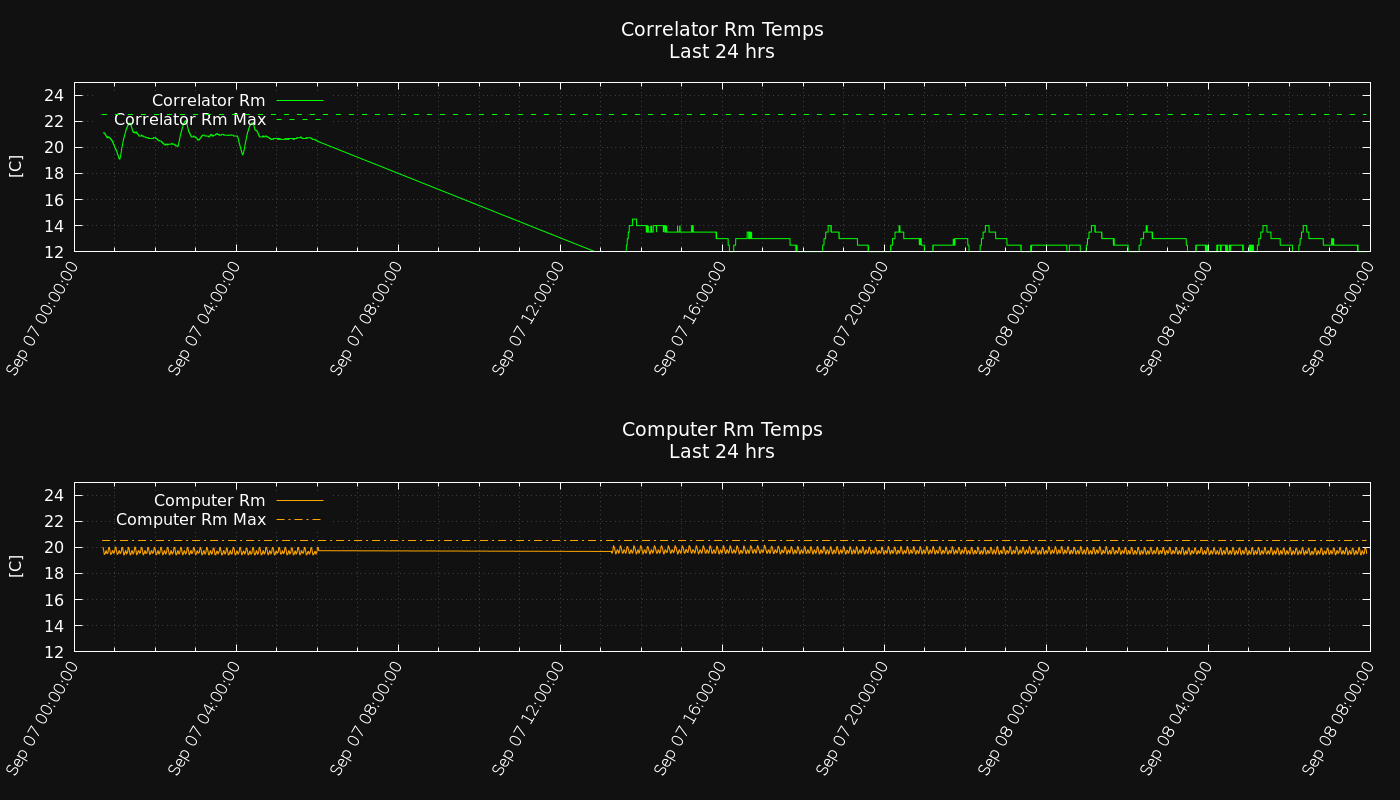 Correlator Rm Temps
Last 24 hrs
24
22
20
18
16
14
12
[C]
Correlator Rm
Correlator Rm Max
Sep 07 00:00:00
Sep 07 04:00:00
Sep 07 08:00:00
Sep 07 12:00:00
Sep 07 16:00:00
Sep 07 20:00:00
Sep 08 00:00:00
Sep 08 04:00:00
Sep 08 08:00:00
Computer Rm Temps
Last 24 hrs
24
22
20
18
16
14
12
[C]
Computer Rm
Computer Rm Max
Sep 07 00:00:00
Sep 07 04:00:00
Sep 07 08:00:00
Sep 07 12:00:00
Sep 07 16:00:00
Sep 07 20:00:00
Sep 08 00:00:00
Sep 08 04:00:00
Sep 08 08:00:00